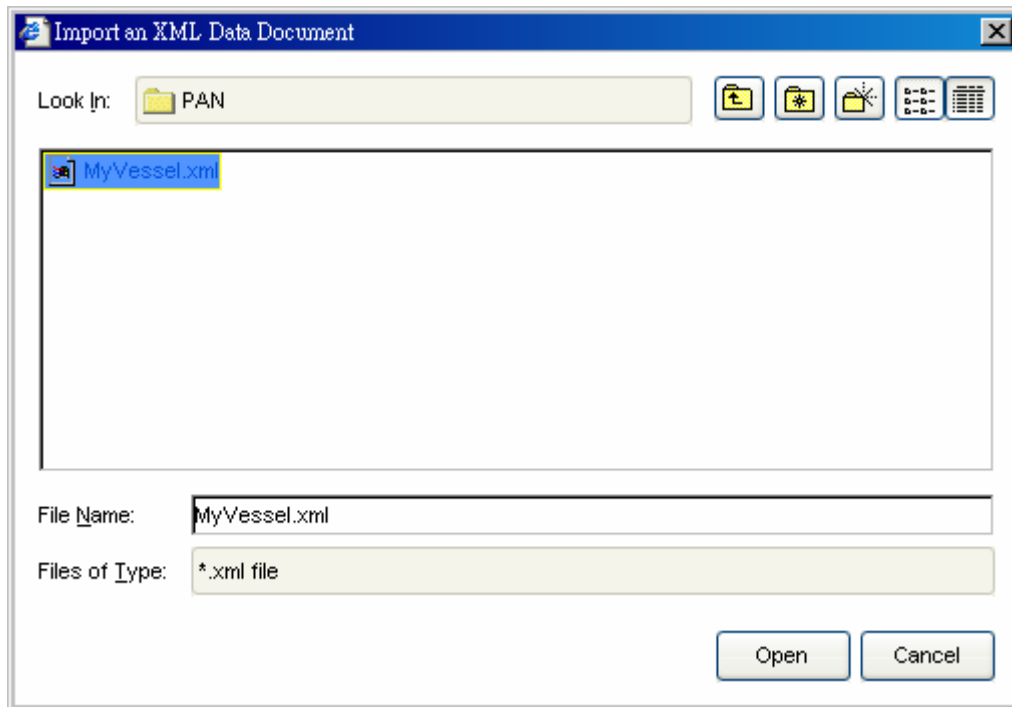 Import an XML Data Document
Look In: PAN
MyVessel.xml
File Name: MyVessel.xml
Files of Type: *.xml file
Open Cancel